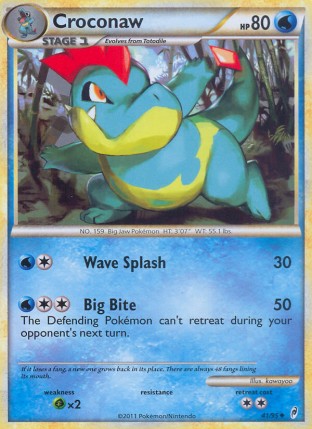 Croconaw
HP 80
STAGE 1 Evolves from Totodile
NO. 159 Big Jaw Pokémon HT: 3'07" WT: 55.1 lbs.
Wave Splash 30
Big Bite 50
The Defending Pokémon can't retreat during your
opponent's next turn.
If it loses a fang, a new one grows back in its place. There are always 48 fangs lining
its mouth.
Illus. kawayoo
weakness resistance retreat cost
×2
©2011 Pokémon/Nintendo